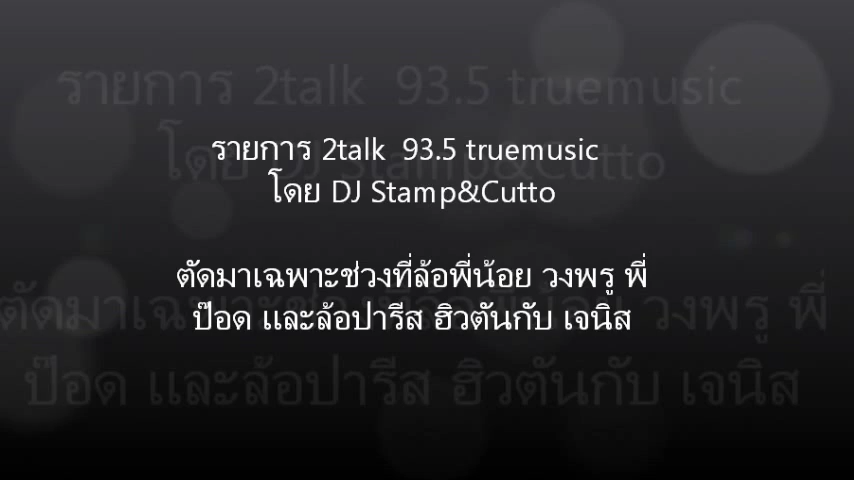 รายการ 2talk  93.5 truemusic
โดย DJ Stamp&Cutto
ตัดมาเฉพาะช่วงที่ล้อพี่น้อย วงพรู พี่
ป๊อด และล้อปารีส ฮิวตันกับ เจนิส